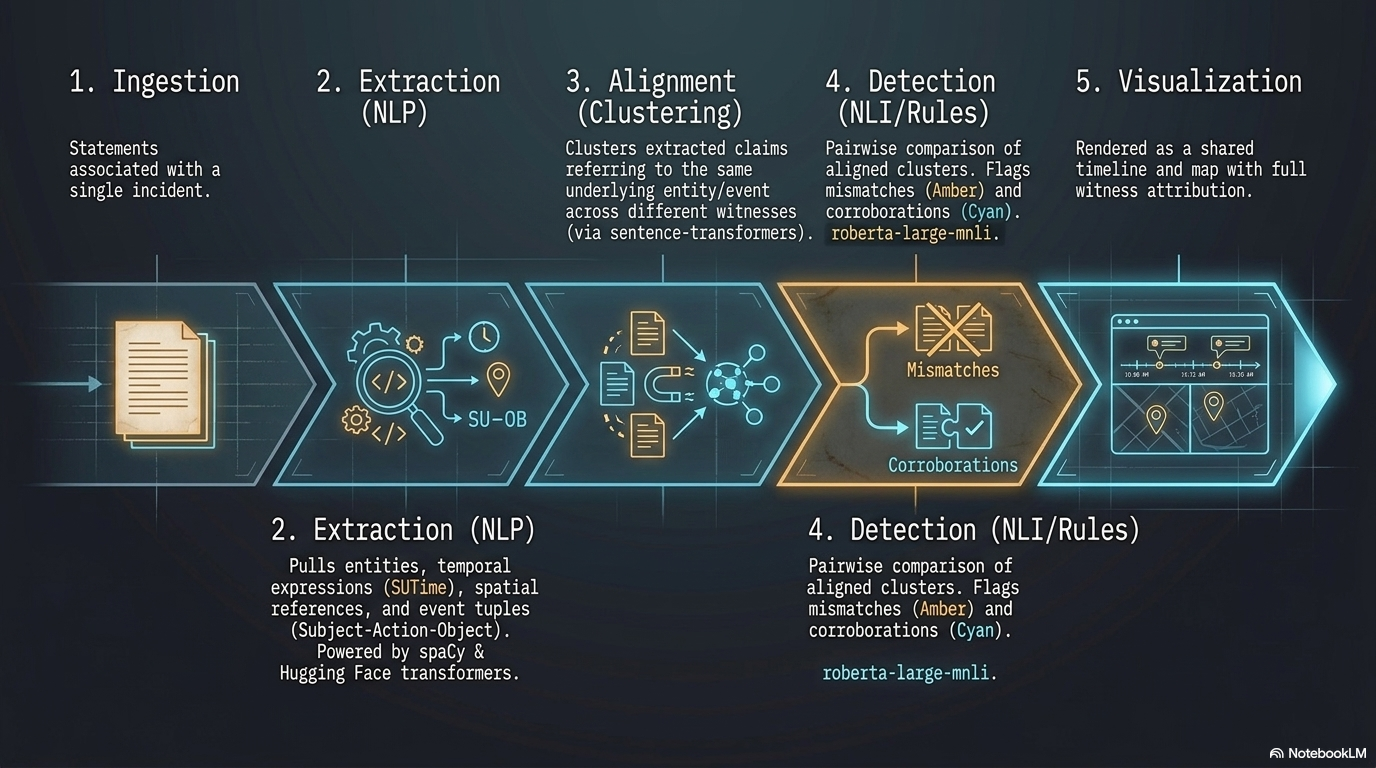 1. Ingestion
Statements
associated with a
single incident.
2. Extraction
(NLP)
3. Alignment
(Clustering)
Clusters extracted claims
referring to the same
underlying entity/event
across different witnesses
(via sentence-transformers).
4. Detection
(NLI/Rules)
Pairwise comparison of
aligned clusters. Flags
mismatches (Amber) and
corroborations (Cyan).
roberta-large-mnli.
5. Visualization
Rendered as a shared
timeline and map with full
witness attribution.
</>
</>
SU-OB
Mismatches
Corroborations
2. Extraction (NLP)
Pulls entities, temporal
expressions (SUTime), spatial
references, and event tuples
(Subject-Action-Object).
Powered by spaCy &
Hugging Face transformers.
4. Detection (NLI/Rules)
Pairwise comparison of
aligned clusters. Flags
mismatches (Amber) and
corroborations (Cyan).
roberta-large-mnli.
NotebookLM